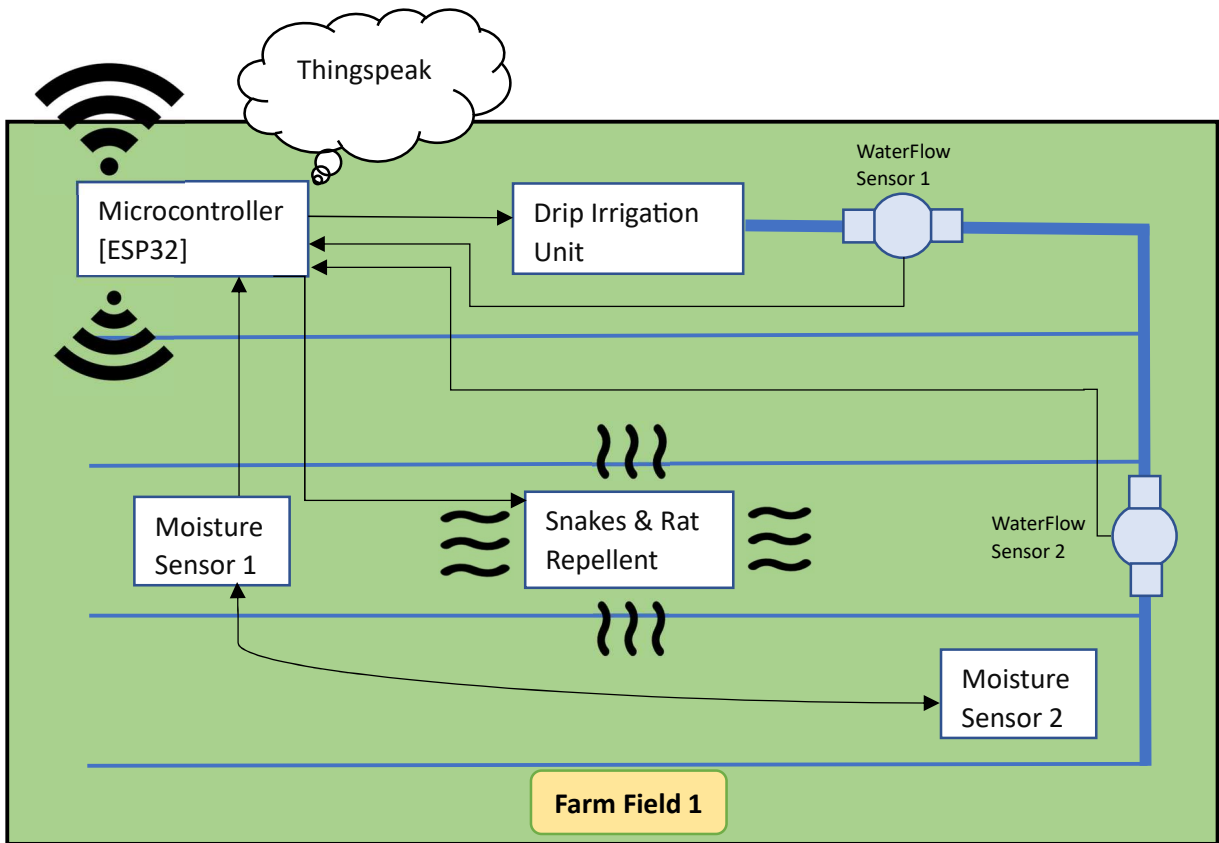 Thingspeak
WaterFlow
Sensor 1
Microcontroller
[ESP32]
Drip Irrigation
Unit
Moisture
Sensor 1
Snakes & Rat
Repellent
WaterFlow
Sensor 2
Moisture
Sensor 2
Farm Field 1